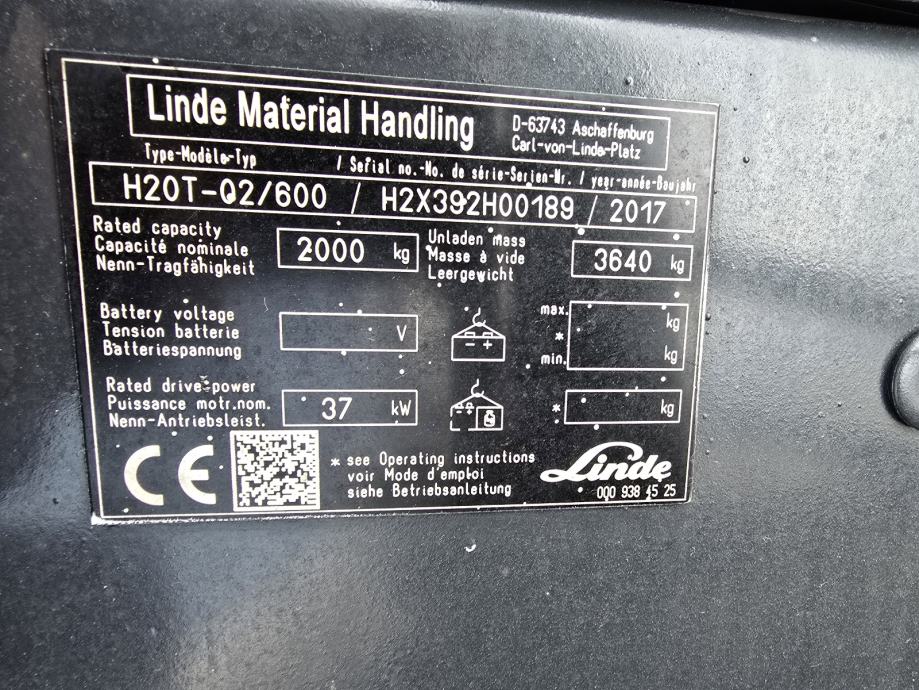 Linde Material Handling
D-63743 Aschaffenburg
Carl-von-Linde-Platz
Type-Modèle-Typ / Serial no.-No. de série-Serien-Nr. / year-année-Baujahr
H20T-02/600 / H2X392H00189 / 2017
Rated capacity
Capacité nominale
Nenn-Tragfähigkeit
2000 kg
Unladen mass
Masse à vide
Leergewicht
3640 kg
Battery voltage
Tension batterie
Batteriespannung
V
- +
max.
*
min.
kg
kg
Rated drive-power
Puissance motr.nom.
Nenn-Antriebsleist.
37 kW
*
kg
CE
* see Operating instructions
voir Mode d'emploi
siehe Betriebsanleitung
Linde
000 938 45 25